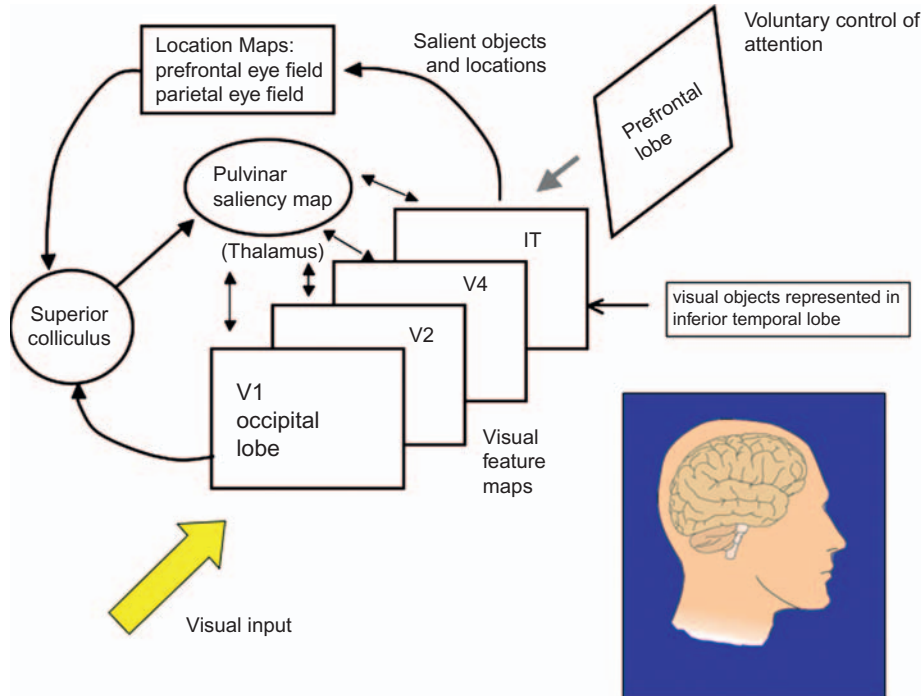 Location Maps:
prefrontal eye field
parietal eye field
Salient objects
and locations
Voluntary control of
attention
Prefrontal
lobe
Pulvinar
saliency map
(Thalamus)
IT
V4
V2
V1
occipital
lobe
Superior
colliculus
visual objects represented in
inferior temporal lobe
Visual
feature
maps
Visual input